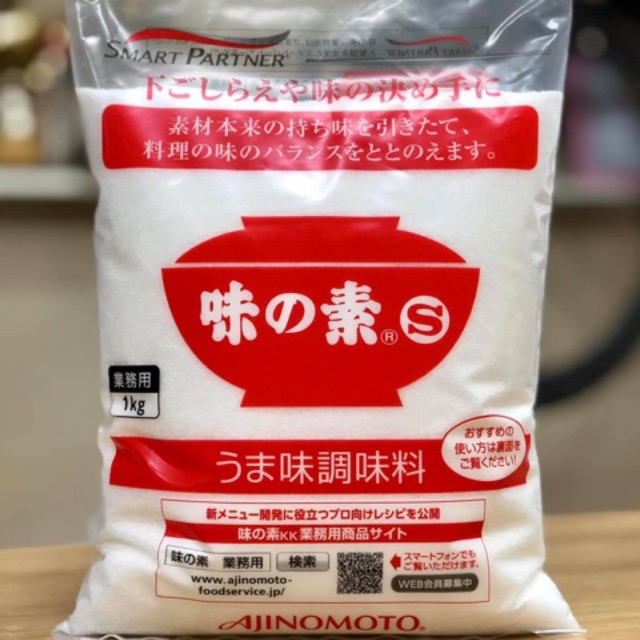 SMART PARTNER
下ごしらえや味の決め手に
素材本来の持ち味を引きたて、
料理の味のバランスをととのえます。
味の素® S
業務用
1kg
おすすめの
使い方は裏面を
ご覧ください!
うま味調味料
新メニュー開発に役立つプロ向けレシピを公開
味の素KK業務用商品サイト
味の素 業務用 検索
www.ajinomoto-
foodservice.jp/
スマートフォンでも
ご覧いただけます。
WEB会員募集中
AJINOMOTO®